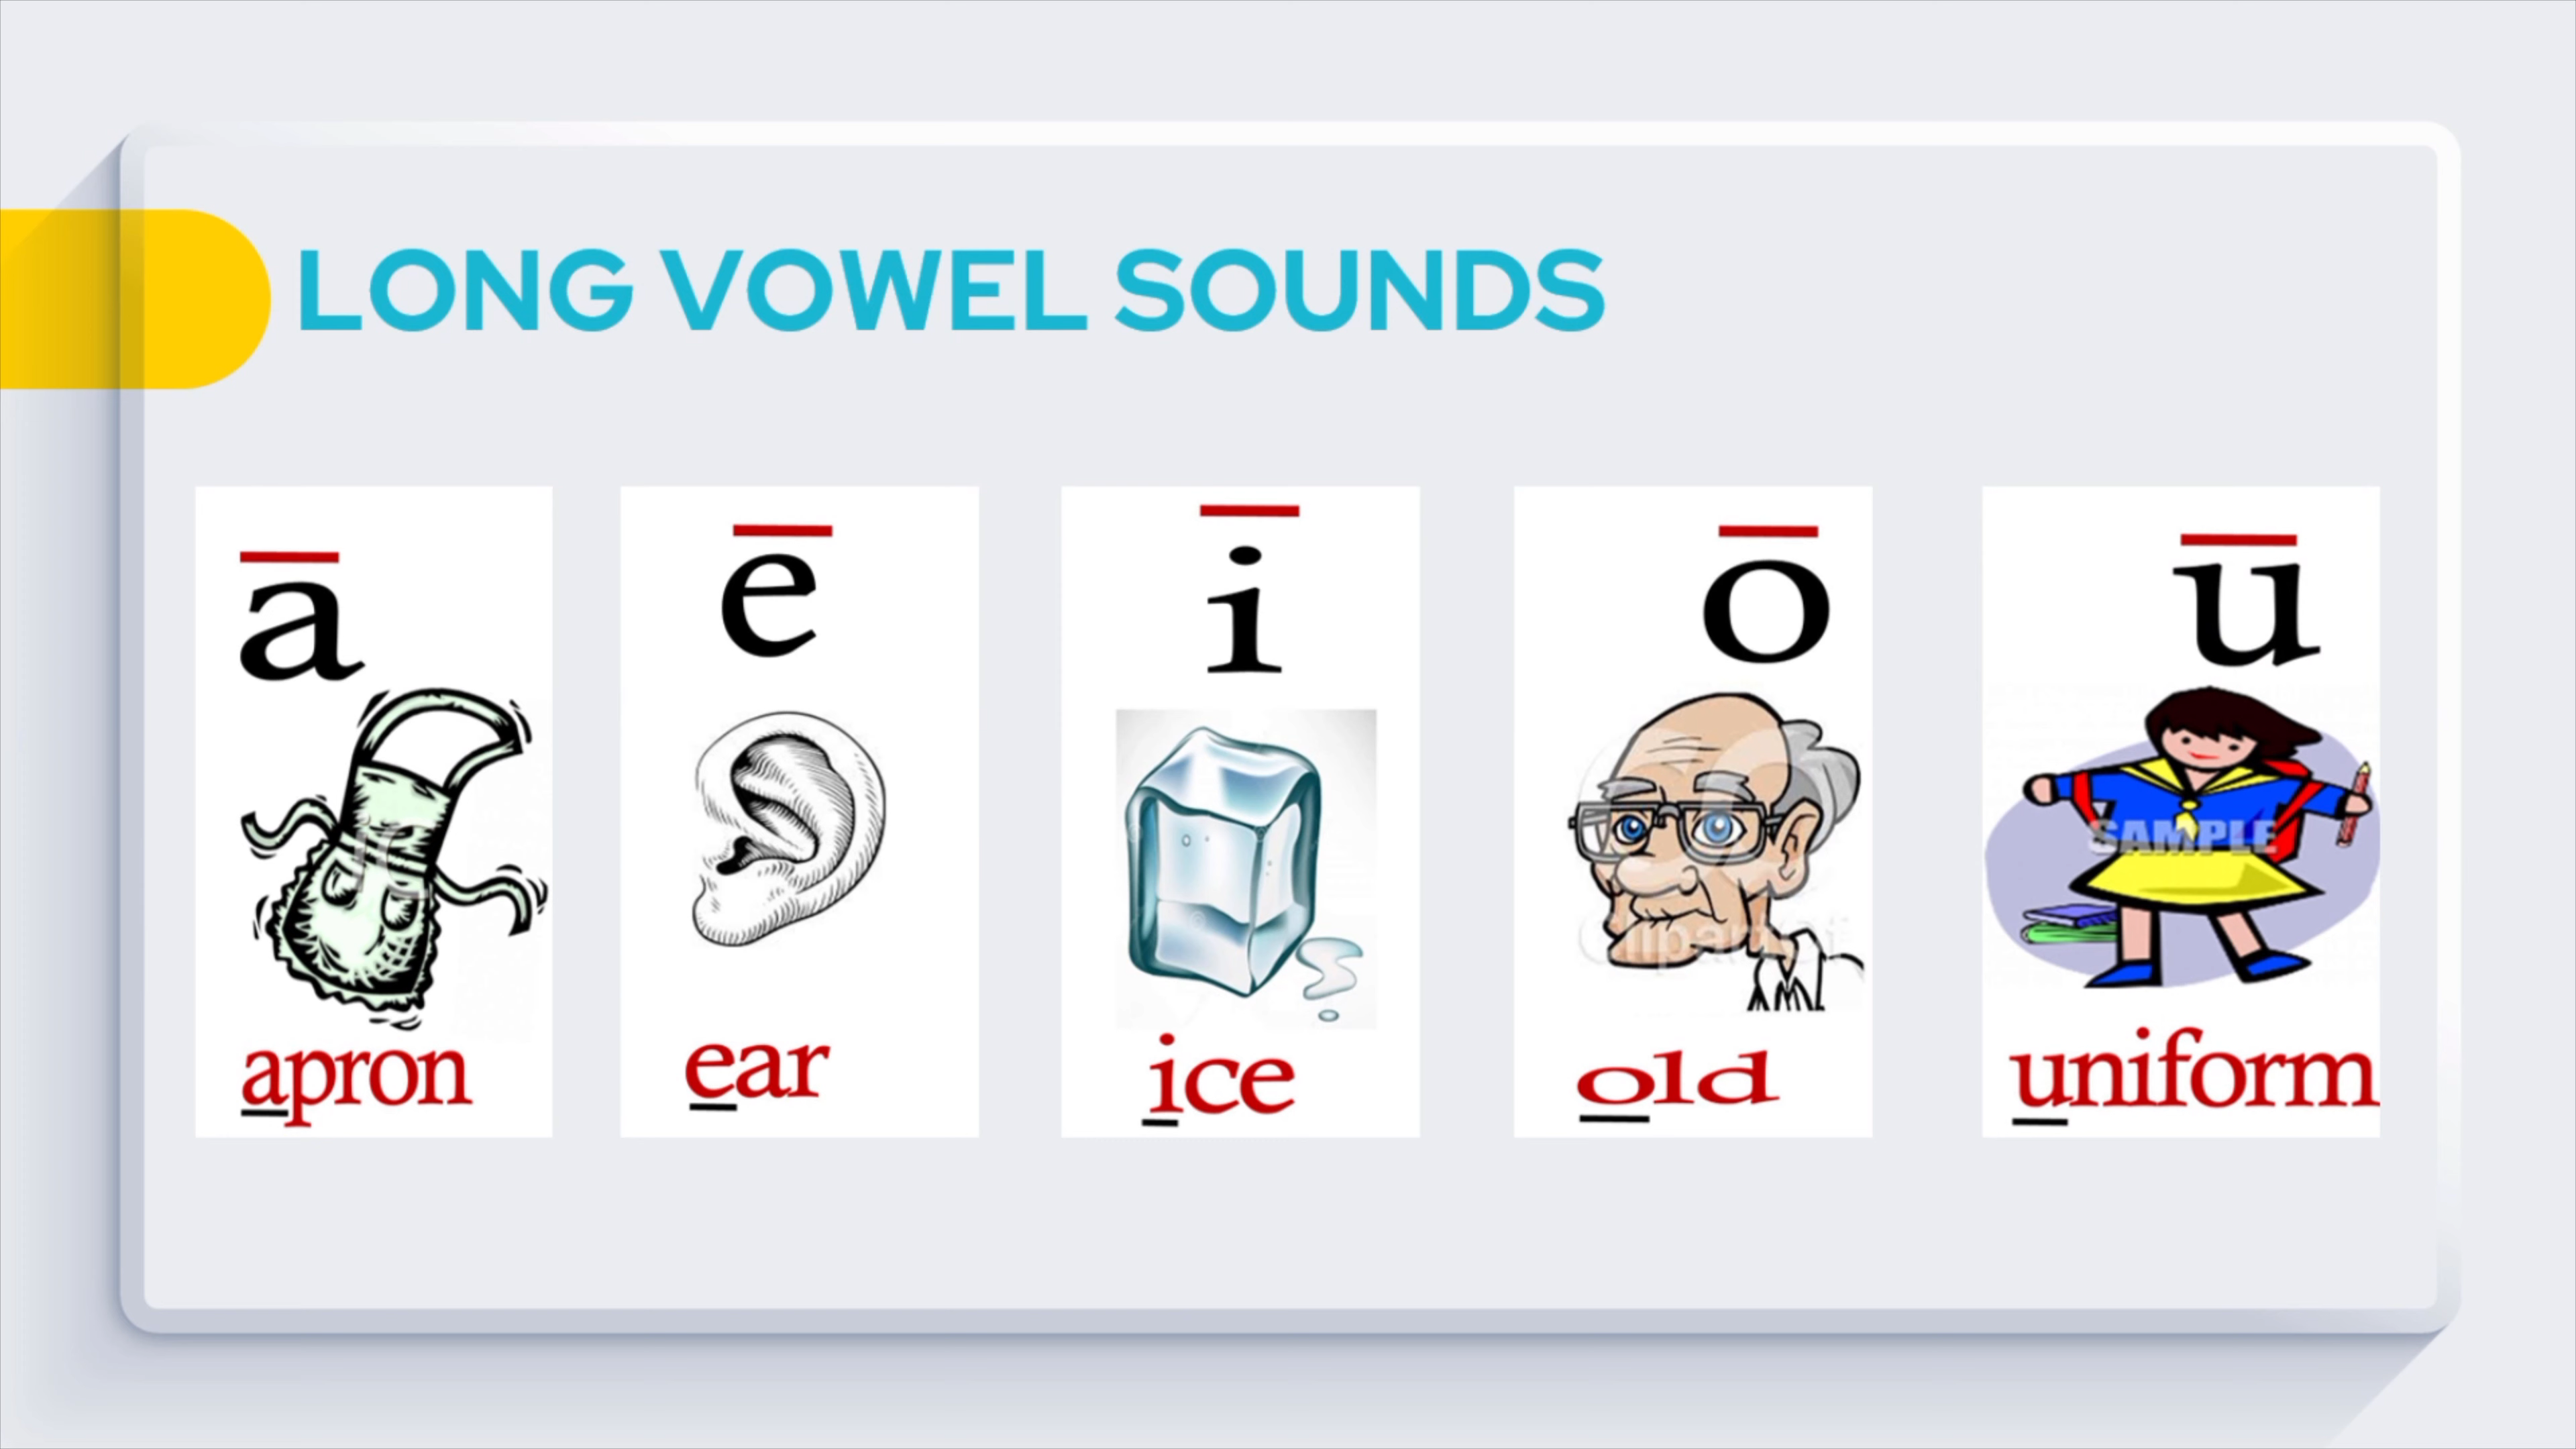 LONG VOWEL SOUNDS
ā
ē
ī
ō
ū
SAMPLE
apron
ear
ice
old
uniform